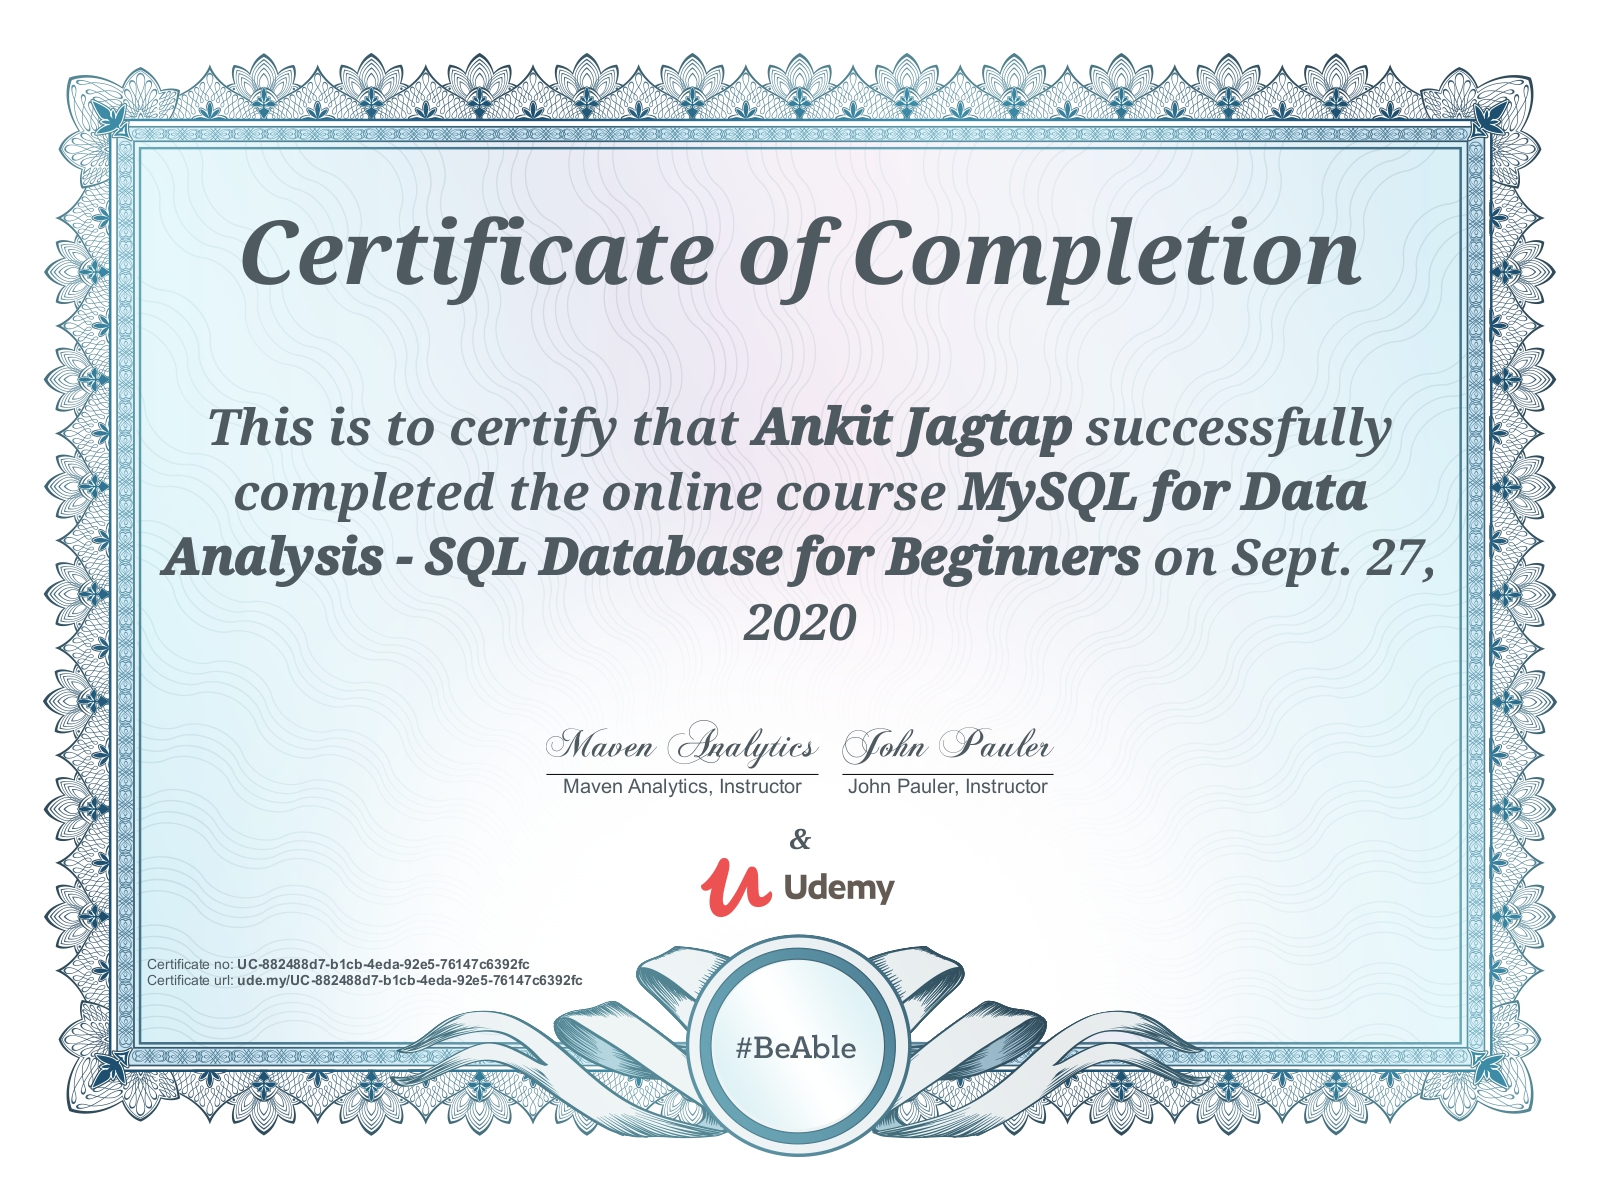 Certificate of Completion
This is to certify that Ankit Jagtap successfully
completed the online course MySQL for Data
Analysis - SQL Database for Beginners on Sept. 27,
2020
Maven Analytics John Pauler
Maven Analytics, Instructor John Pauler, Instructor
&
Udemy
Certificate no: UC-882488d7-b1cb-4eda-92e5-76147c6392fc
Certificate url: ude.my/UC-882488d7-b1cb-4eda-92e5-76147c6392fc
#BeAble